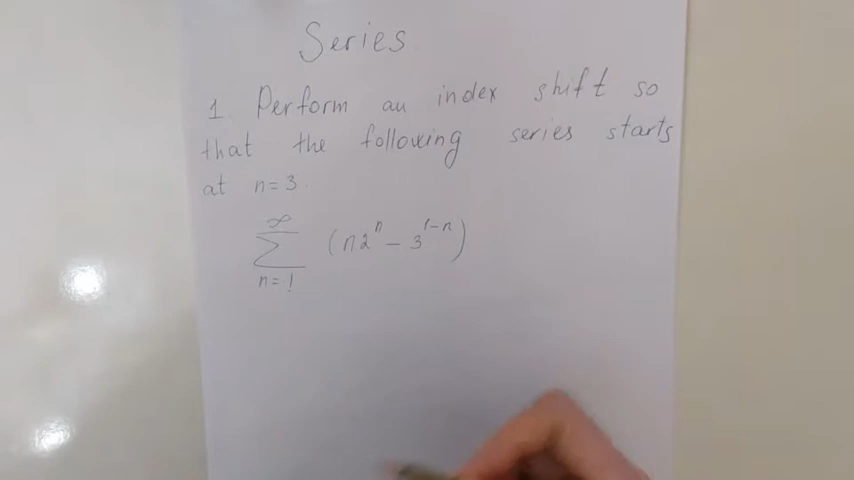 Series
1. Perform an index shift so
that the following series starts
at n=3.
∞
∑ (n2ⁿ − 3¹⁻ⁿ)
n=1